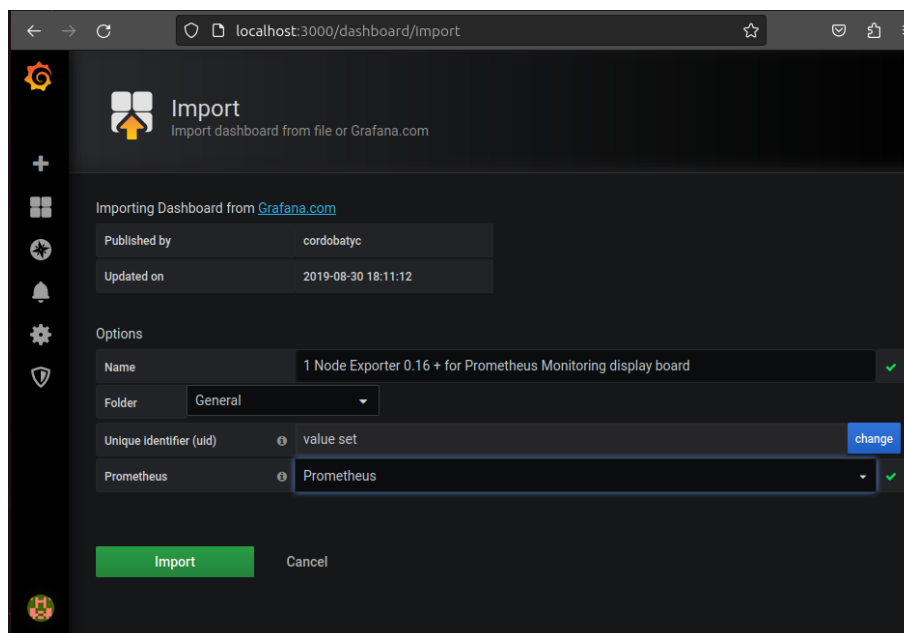 localhost:3000/dashboard/import
Import
Import dashboard from file or Grafana.com
Importing Dashboard from Grafana.com
Published by cordobatyc
Updated on 2019-08-30 18:11:12
Options
Name 1 Node Exporter 0.16 + for Prometheus Monitoring display board
Folder General
Unique identifier (uid) value set change
Prometheus Prometheus
Import Cancel